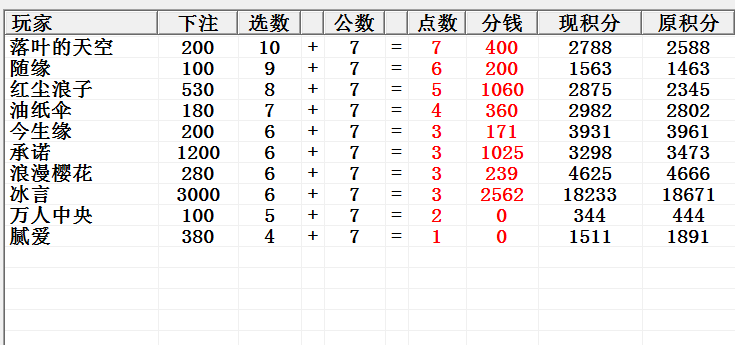 玩家 下注 选数 公数 点数 分钱 现积分 原积分
落叶的天空 200 10 + 7 = 7 400 2788 2588
随缘 100 9 + 7 = 6 200 1563 1463
红尘浪子 530 8 + 7 = 5 1060 2875 2345
油纸伞 180 7 + 7 = 4 360 2982 2802
今生缘 200 6 + 7 = 3 171 3931 3961
承诺 1200 6 + 7 = 3 1025 3298 3473
浪漫樱花 280 6 + 7 = 3 239 4625 4666
冰言 3000 6 + 7 = 3 2562 18233 18671
万人中央 100 5 + 7 = 2 0 344 444
腻爱 380 4 + 7 = 1 0 1511 1891